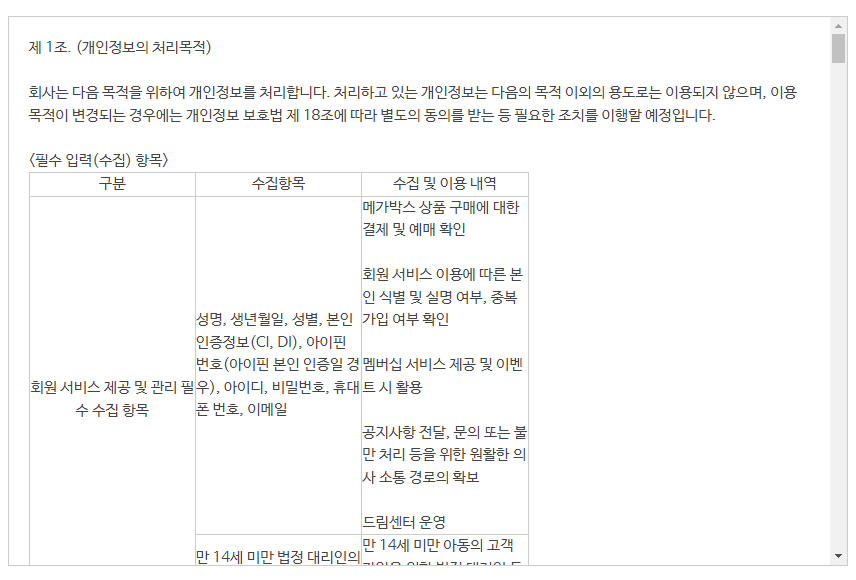 제 1조. (개인정보의 처리목적)
회사는 다음 목적을 위하여 개인정보를 처리합니다. 처리하고 있는 개인정보는 다음의 목적 이외의 용도로는 이용되지 않으며, 이용
목적이 변경되는 경우에는 개인정보 보호법 제 18조에 따라 별도의 동의를 받는 등 필요한 조치를 이행할 예정입니다.
<필수 입력(수집) 항목>
구분
수집항목
수집 및 이용 내역
회원 서비스 제공 및 관리 필
수 수집 항목
성명, 생년월일, 성별, 본인
인증정보(CI, DI), 아이핀
번호(아이핀 본인 인증일 경
우), 아이디, 비밀번호, 휴대
폰 번호, 이메일
메가박스 상품 구매에 대한
결제 및 예매 확인
회원 서비스 이용에 따른 본
인 식별 및 실명 여부, 중복
가입 여부 확인
멤버십 서비스 제공 및 이벤
트 시 활용
공지사항 전달, 문의 또는 불
만 처리 등을 위한 원활한 의
사 소통 경로의 확보
드림센터 운영
만 14세 미만 법정 대리인의
만 14세 미만 아동의 고객